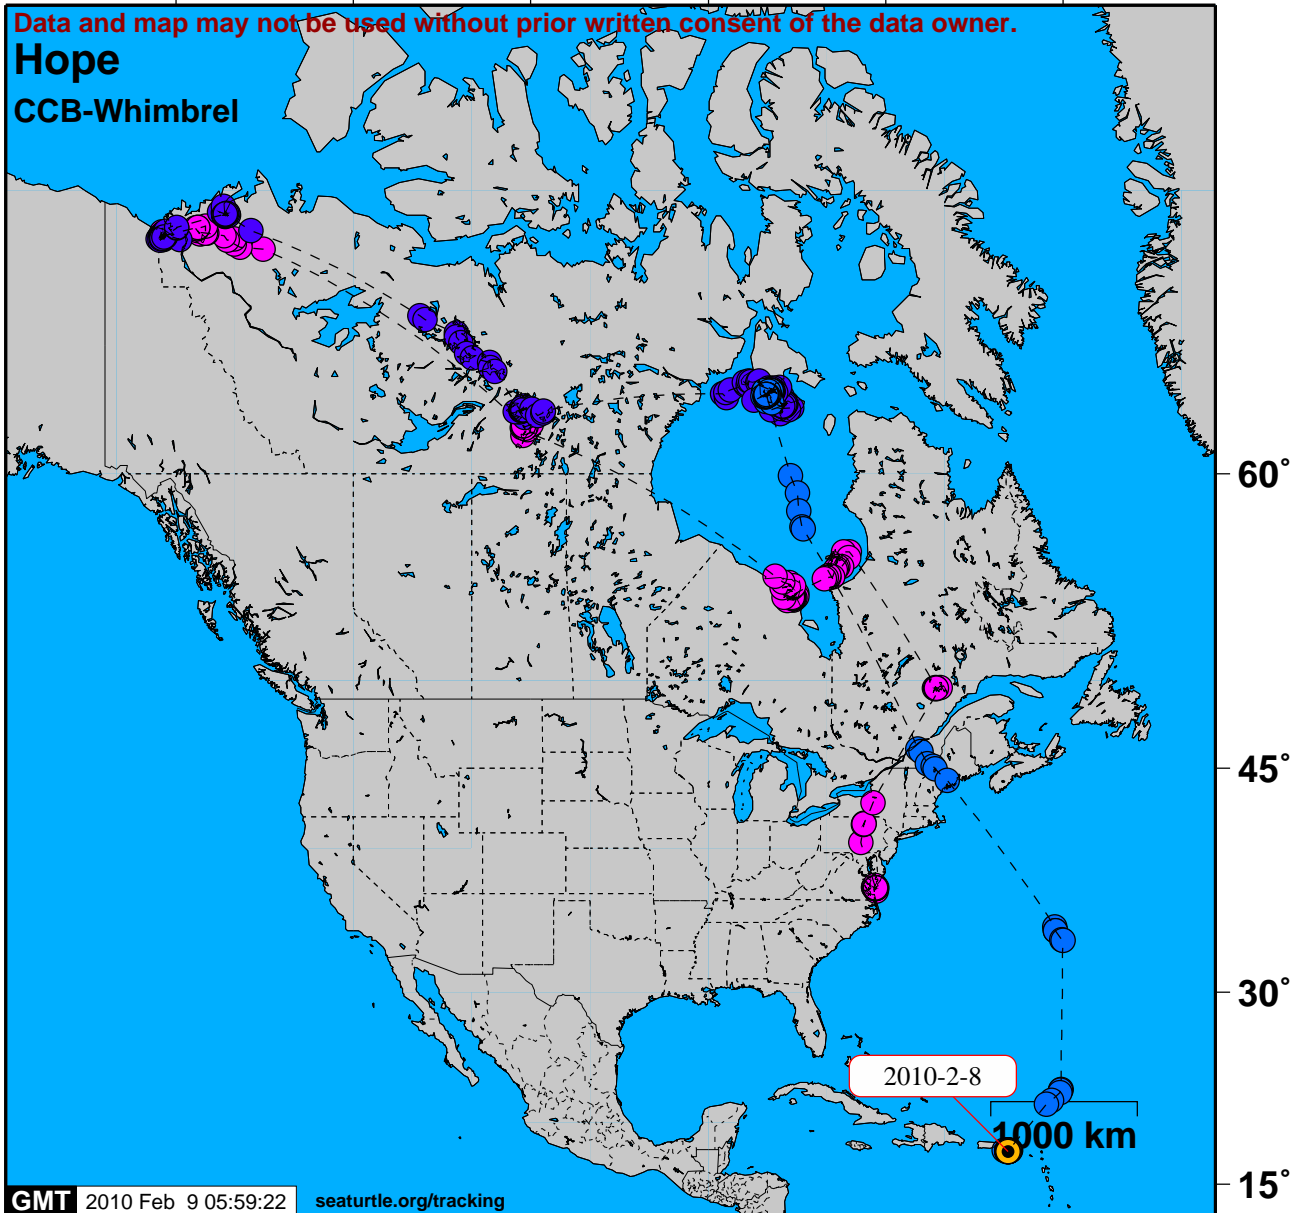 Data and map may not be used without prior written consent of the data owner.
Hope
CCB-Whimbrel
60°
45°
30°
2010-2-8
1000 km
15°
GMT 2010 Feb 9 05:59:22 seaturtle.org/tracking